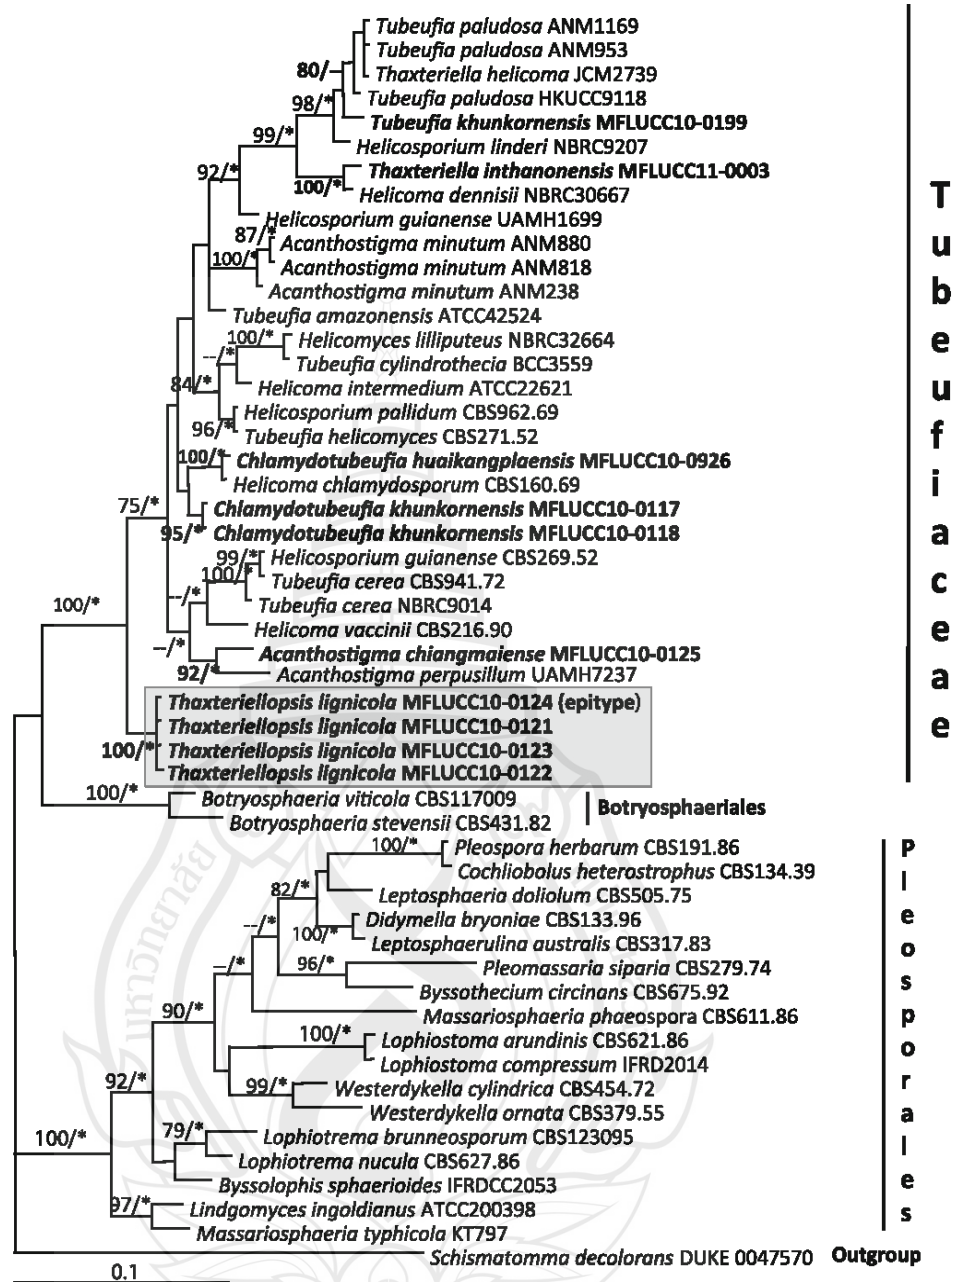 Tubeufia paludosa ANM1169
Tubeufia paludosa ANM953
80/
Thaxteriella helicoma JCM2739
Tubeufia paludosa HKUCC9118
98/*
Tubeufia khunkornensis MFLUCC10-0199
99/*
Helicosporium linderi NBRC9207
92/*
Thaxteriella inthanonensis MFLUCC11-0003
100/*
Helicoma dennisii NBRC30667
Helicosporium guianense UAMH1699
87/*
Acanthostigma minutum ANM880
100/*
Acanthostigma minutum ANM818
Acanthostigma minutum ANM238
Tubeufia amazonensis ATCC42524
100/*
Helicomyces lilliputeus NBRC32664
--/*
Tubeufia cylindrothecia BCC3559
84/*
Helicoma intermedium ATCC22621
Helicosporium pallidum CBS962.69
96/*
Tubeufia helicomyces CBS271.52
100/*
Chlamydotubeufia huaikangplaensis MFLUCC10-0926
Helicoma chlamydosporum CBS160.69
75/*
Chlamydotubeufia khunkornensis MFLUCC10-0117
95/*
Chlamydotubeufia khunkornensis MFLUCC10-0118
99/*
Helicosporium guianense CBS269.52
100/*
Tubeufia cerea CBS941.72
--/*
Tubeufia cerea NBRC9014
100/*
Helicoma vaccinii CBS216.90
--/*
Acanthostigma chiangmaiense MFLUCC10-0125
92/*
Acanthostigma perpusillum UAMH7237
Thaxteriellopsis lignicola MFLUCC10-0124 (epitype)
Thaxteriellopsis lignicola MFLUCC10-0121
100/*
Thaxteriellopsis lignicola MFLUCC10-0123
Thaxteriellopsis lignicola MFLUCC10-0122
Tubeufiaceae
100/*
Botryosphaeria viticola CBS117009
Botryosphaeria stevensii CBS431.82
Botryosphaeriales
100/*
Pleospora herbarum CBS191.86
Cochliobolus heterostrophus CBS134.39
82/*
Leptosphaeria doliolum CBS505.75
--/*
Didymella bryoniae CBS133.96
100/*
Leptosphaerulina australis CBS317.83
--/*
96/*
Pleomassaria siparia CBS279.74
Byssothecium circinans CBS675.92
90/*
Massariosphaeria phaeospora CBS611.86
100/*
Lophiostoma arundinis CBS621.86
Lophiostoma compressum IFRD2014
92/*
99/*
Westerdykella cylindrica CBS454.72
Westerdykella ornata CBS379.55
100/*
79/*
Lophiotrema brunneosporum CBS123095
Lophiotrema nucula CBS627.86
Byssolophis sphaerioides IFRDCC2053
97/*
Lindgomyces ingoldianus ATCC200398
Massariosphaeria typhicola KT797
Pleosporales
Schismatomma decolorans DUKE 0047570 Outgroup
0.1